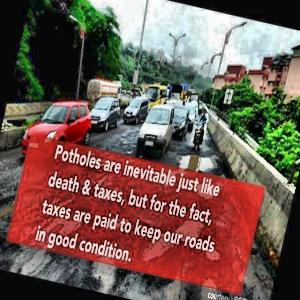 Potholes are inevitable just like
death & taxes, but for the fact,
taxes are paid to keep our roads
in good condition.